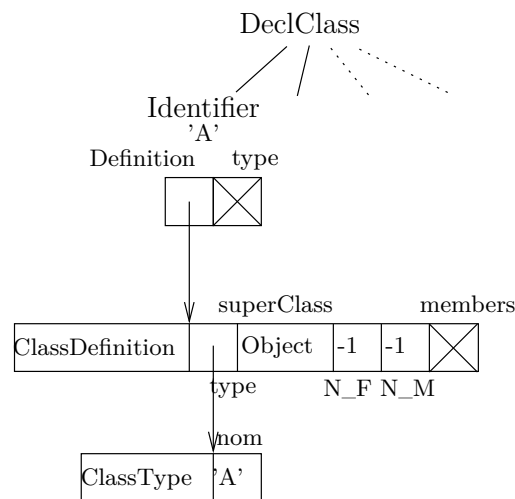 DeclClass
Identifier
'A'
Definition type
superClass members
ClassDefinition Object -1 -1
type N_F N_M
nom
ClassType 'A'